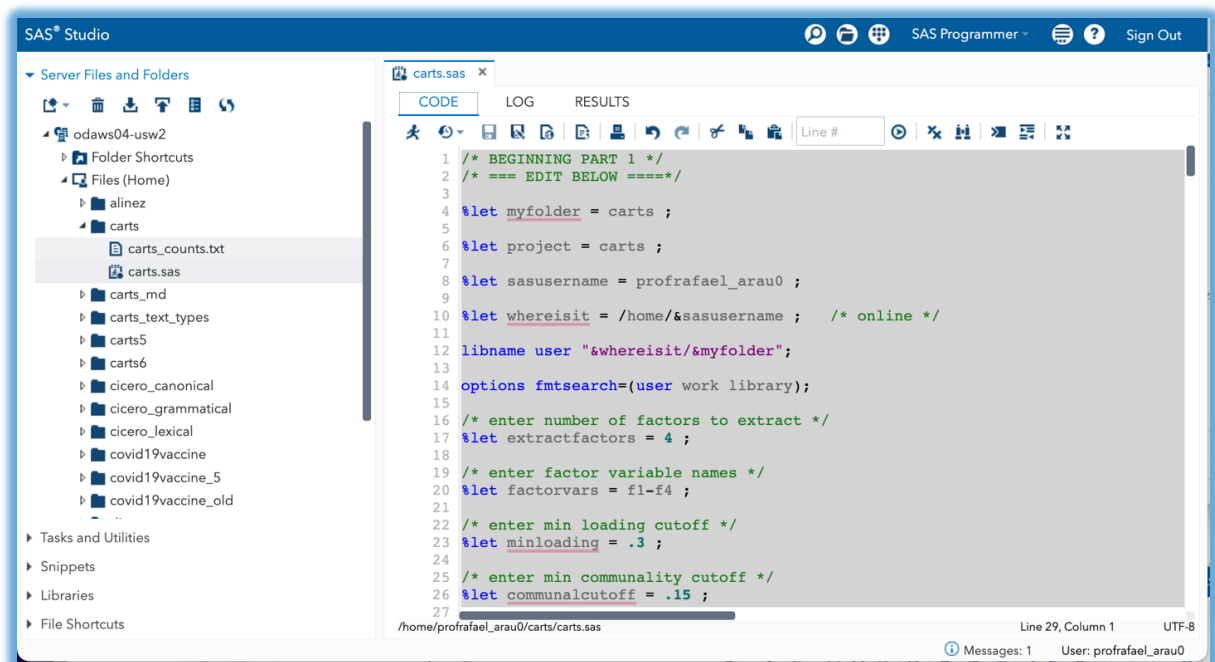 SAS® Studio
SAS Programmer
Sign Out
Server Files and Folders
odaws04-usw2
Folder Shortcuts
Files (Home)
alinez
carts
carts_counts.txt
carts.sas
carts_md
carts_text_types
carts5
carts6
cicero_canonical
cicero_grammatical
cicero_lexical
covid19vaccine
covid19vaccine_5
covid19vaccine_old
Tasks and Utilities
Snippets
Libraries
File Shortcuts
carts.sas
CODE LOG RESULTS
Line #
1 /* BEGINNING PART 1 */
2 /* === EDIT BELOW ====*/
3
4 %let myfolder = carts ;
5
6 %let project = carts ;
7
8 %let sasusername = profrafael_arau0 ;
9
10 %let whereisit = /home/&sasusername ;   /* online */
11
12 libname user "&whereisit/&myfolder";
13
14 options fmtsearch=(user work library);
15
16 /* enter number of factors to extract */
17 %let extractfactors = 4 ;
18
19 /* enter factor variable names */
20 %let factorvars = f1-f4 ;
21
22 /* enter min loading cutoff */
23 %let minloading = .3 ;
24
25 /* enter min communality cutoff */
26 %let communalcutoff = .15 ;
27
/home/profrafael_arau0/carts/carts.sas
Line 29, Column 1
UTF-8
Messages: 1
User: profrafael_arau0